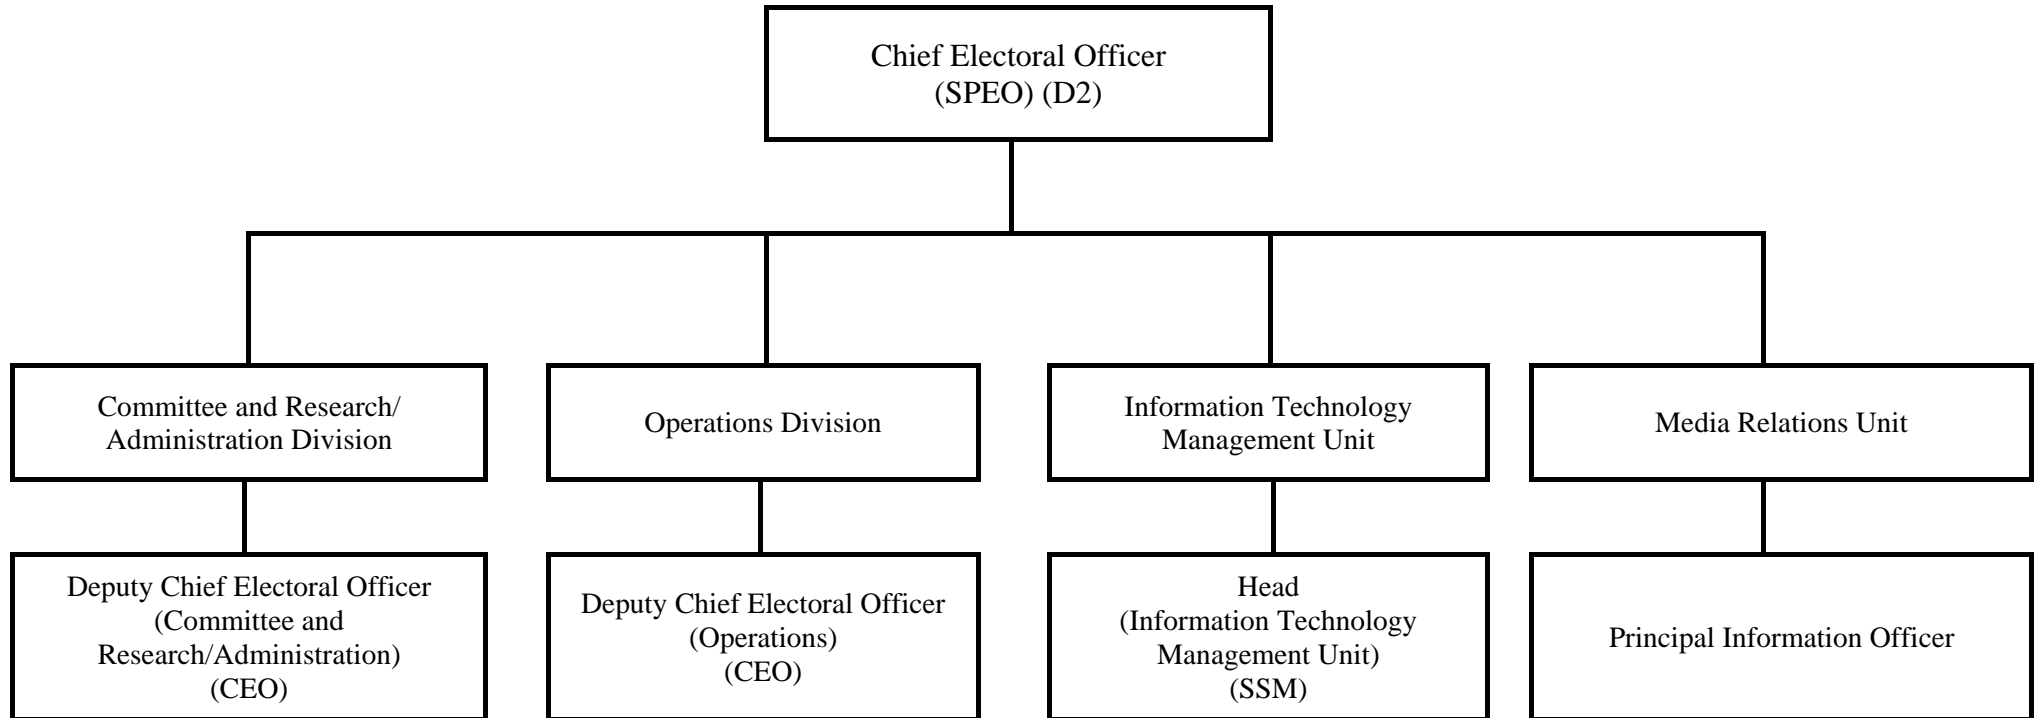 Chief Electoral Officer
(SPEO) (D2)
Committee and Research/
Administration Division
Operations Division
Information Technology
Management Unit
Media Relations Unit
Deputy Chief Electoral Officer
(Committee and
Research/Administration)
(CEO)
Deputy Chief Electoral Officer
(Operations)
(CEO)
Head
(Information Technology
Management Unit)
(SSM)
Principal Information Officer